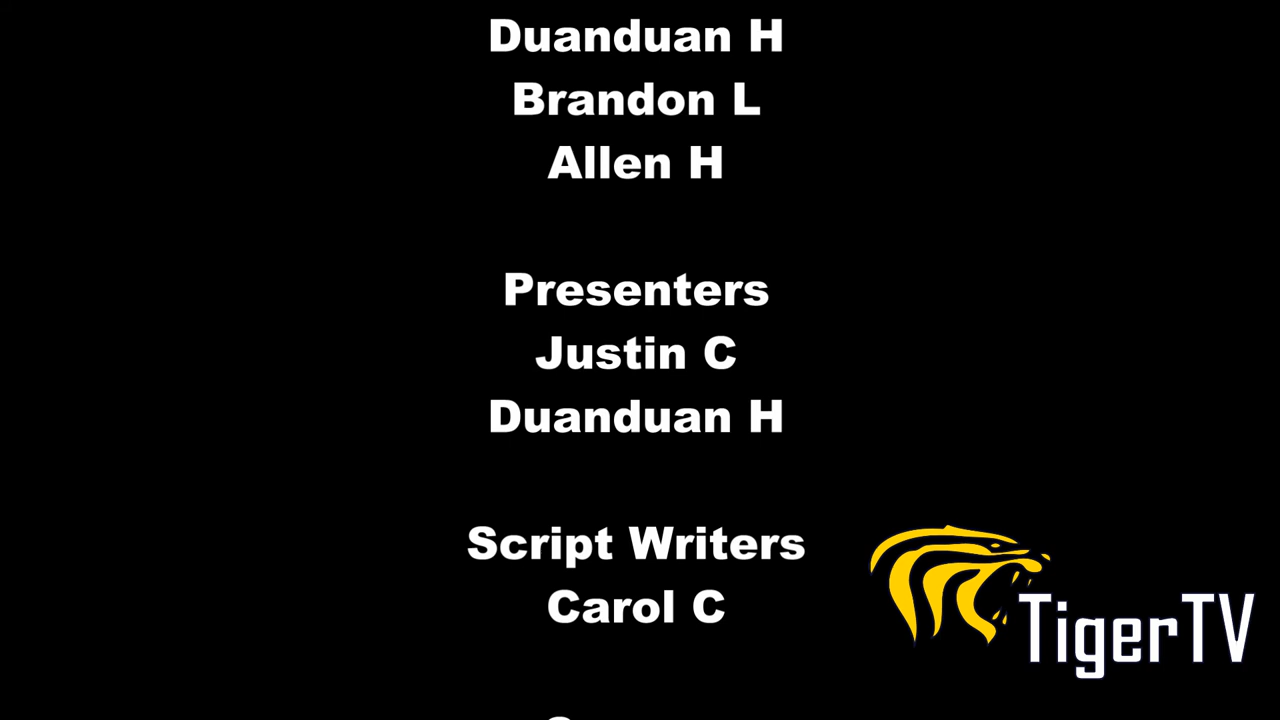 Duanduan H
Brandon L
Allen H
Presenters
Justin C
Duanduan H
Script Writers
Carol C
TigerTV